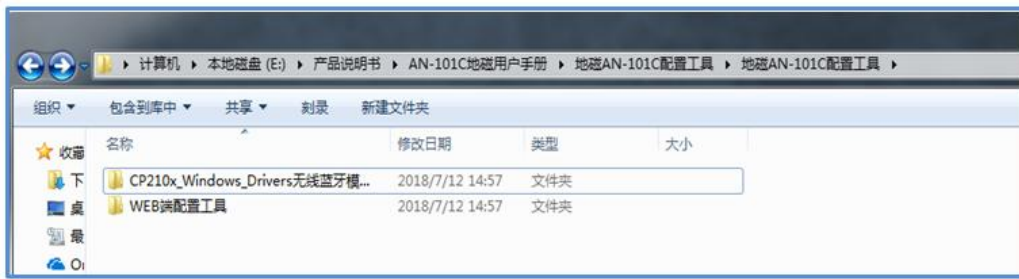 计算机 ▸ 本地磁盘 (E:) ▸ 产品说明书 ▸ AN-101C地磁用户手册 ▸ 地磁AN-101C配置工具 ▸ 地磁AN-101C配置工具 ▸
组织 ▼ 包含到库中 ▼ 共享 ▼ 刻录 新建文件夹
收藏 名称 修改日期 类型 大小
下 CP210x_Windows_Drivers无线蓝牙模... 2018/7/12 14:57 文件夹
桌 WEB端配置工具 2018/7/12 14:57 文件夹
最